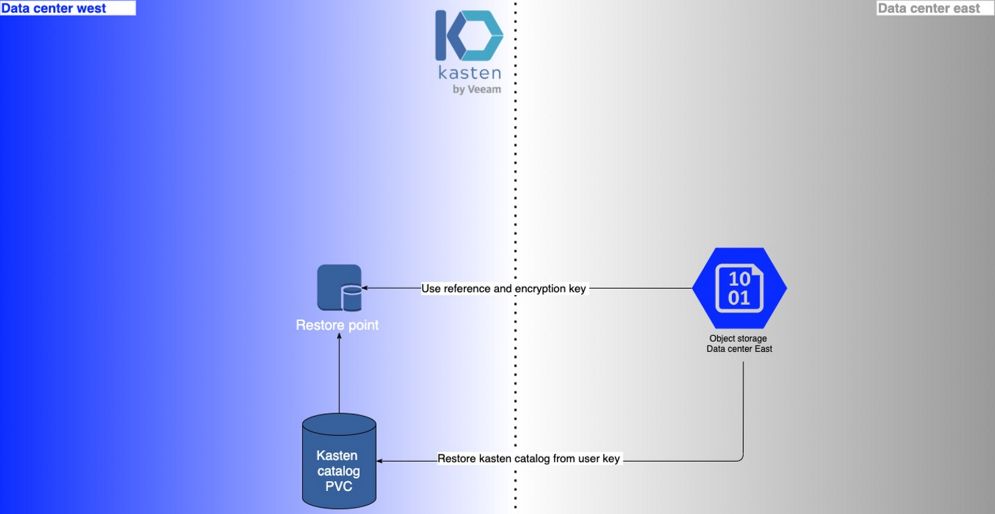 Data center west
Data center east
kasten
by Veeam
Use reference and encryption key
10
01
Restore point
Object storage
Data center East
Kasten
catalog
PVC
Restore kasten catalog from user key